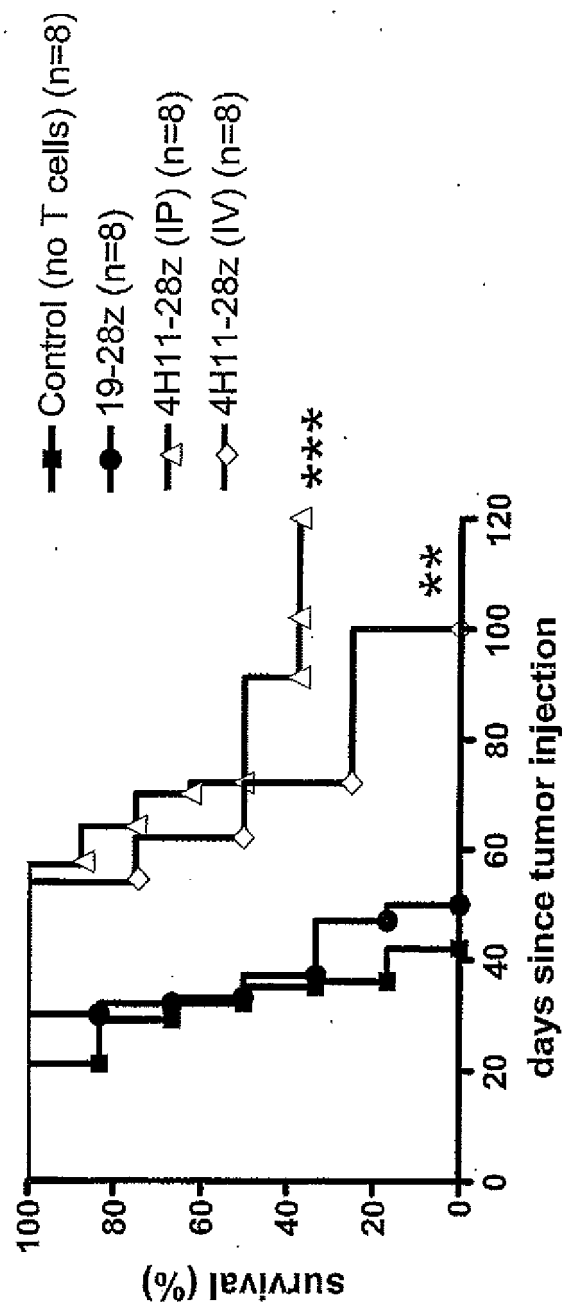 Control (no T cells) (n=8)
19-28z (n=8)
4H11-28z (IP) (n=8)
4H11-28z (IV) (n=8)
survival (%)
100
80
60
40
20
0
***
**
0 20 40 60 80 100 120
days since tumor injection